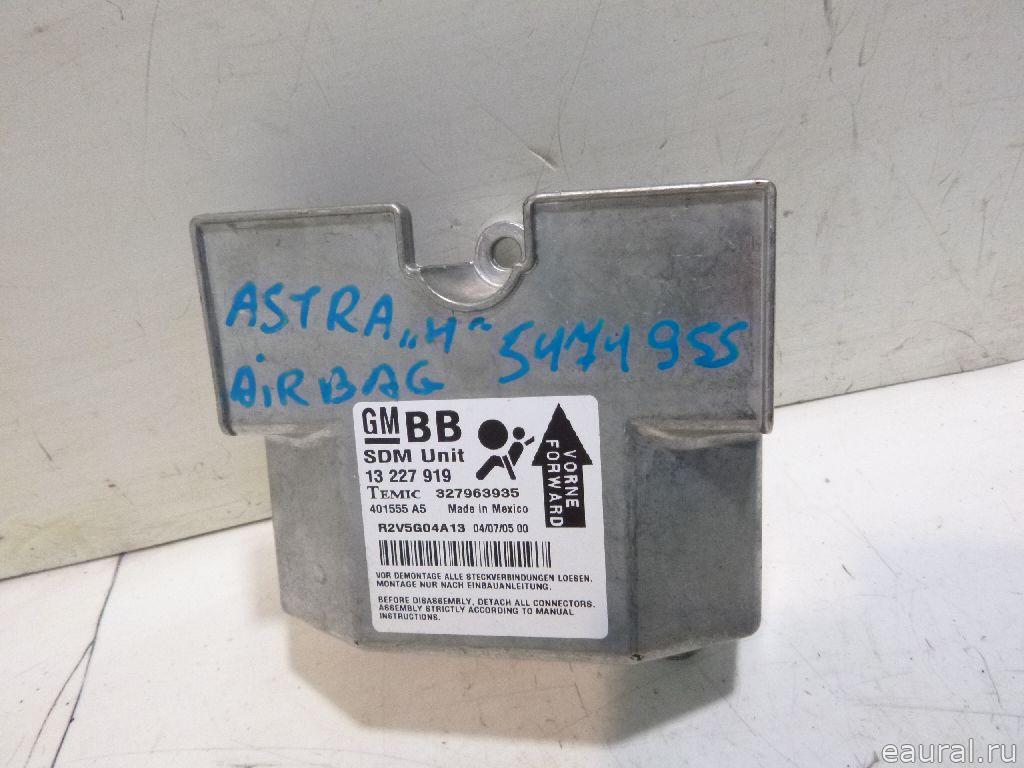 ASTRA „H“ 5474955
AiRBAG
GM BB
SDM Unit
13 227 919
TEMIC 327963935
401555 A5 Made in Mexico
R2V5G04A13 04/07/05 00
VORNE
FORWARD
VOR DEMONTAGE ALLE STECKVERBINDUNGEN LOESEN.
MONTAGE NUR NACH EINBAUANLEITUNG.
BEFORE DISASSEMBLY, DETACH ALL CONNECTORS.
ASSEMBLY STRICTLY ACCORDING TO MANUAL
INSTRUCTIONS.
eaural.ru